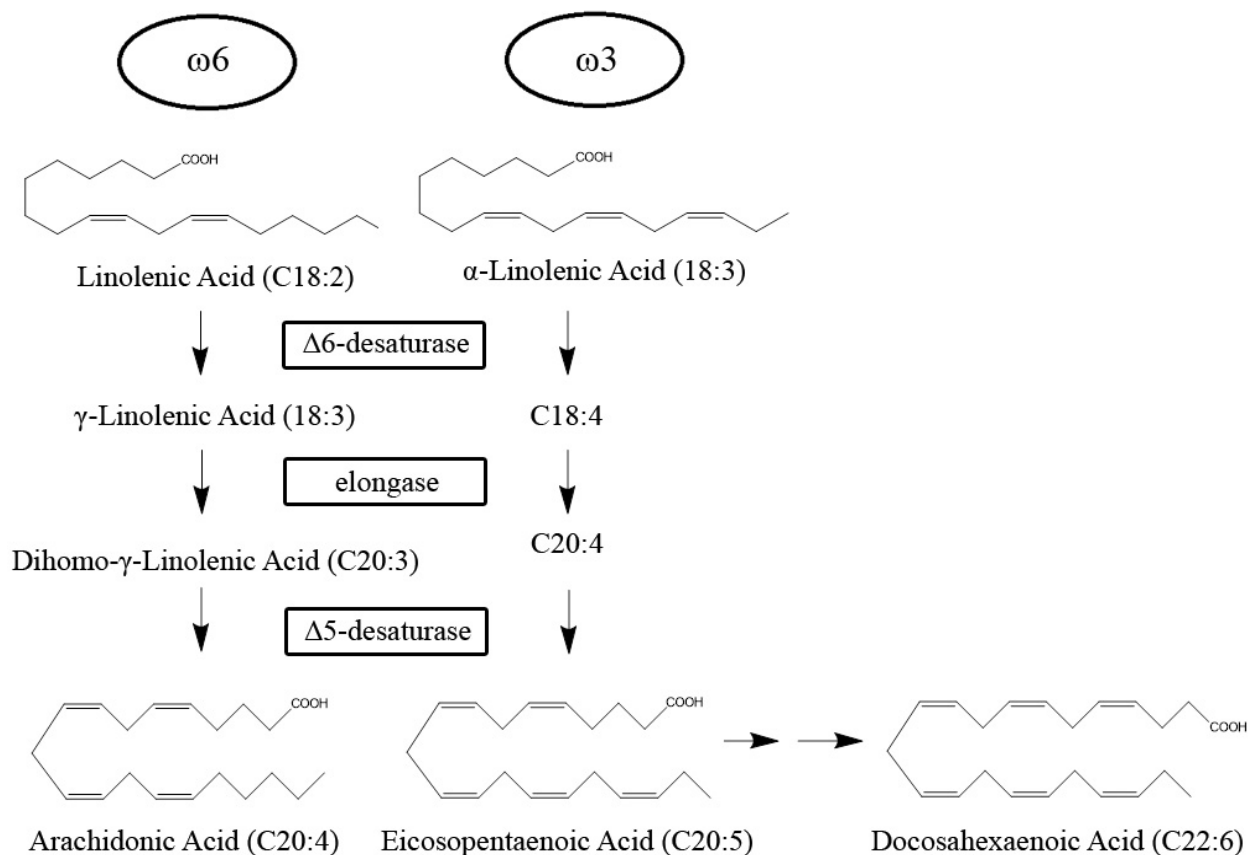 ω6
ω3
COOH
COOH
Linolenic Acid (C18:2)
α-Linolenic Acid (18:3)
Δ6-desaturase
γ-Linolenic Acid (18:3)
C18:4
elongase
Dihomo-γ-Linolenic Acid (C20:3)
C20:4
Δ5-desaturase
COOH
COOH
COOH
Arachidonic Acid (C20:4)
Eicosopentaenoic Acid (C20:5)
Docosahexaenoic Acid (C22:6)